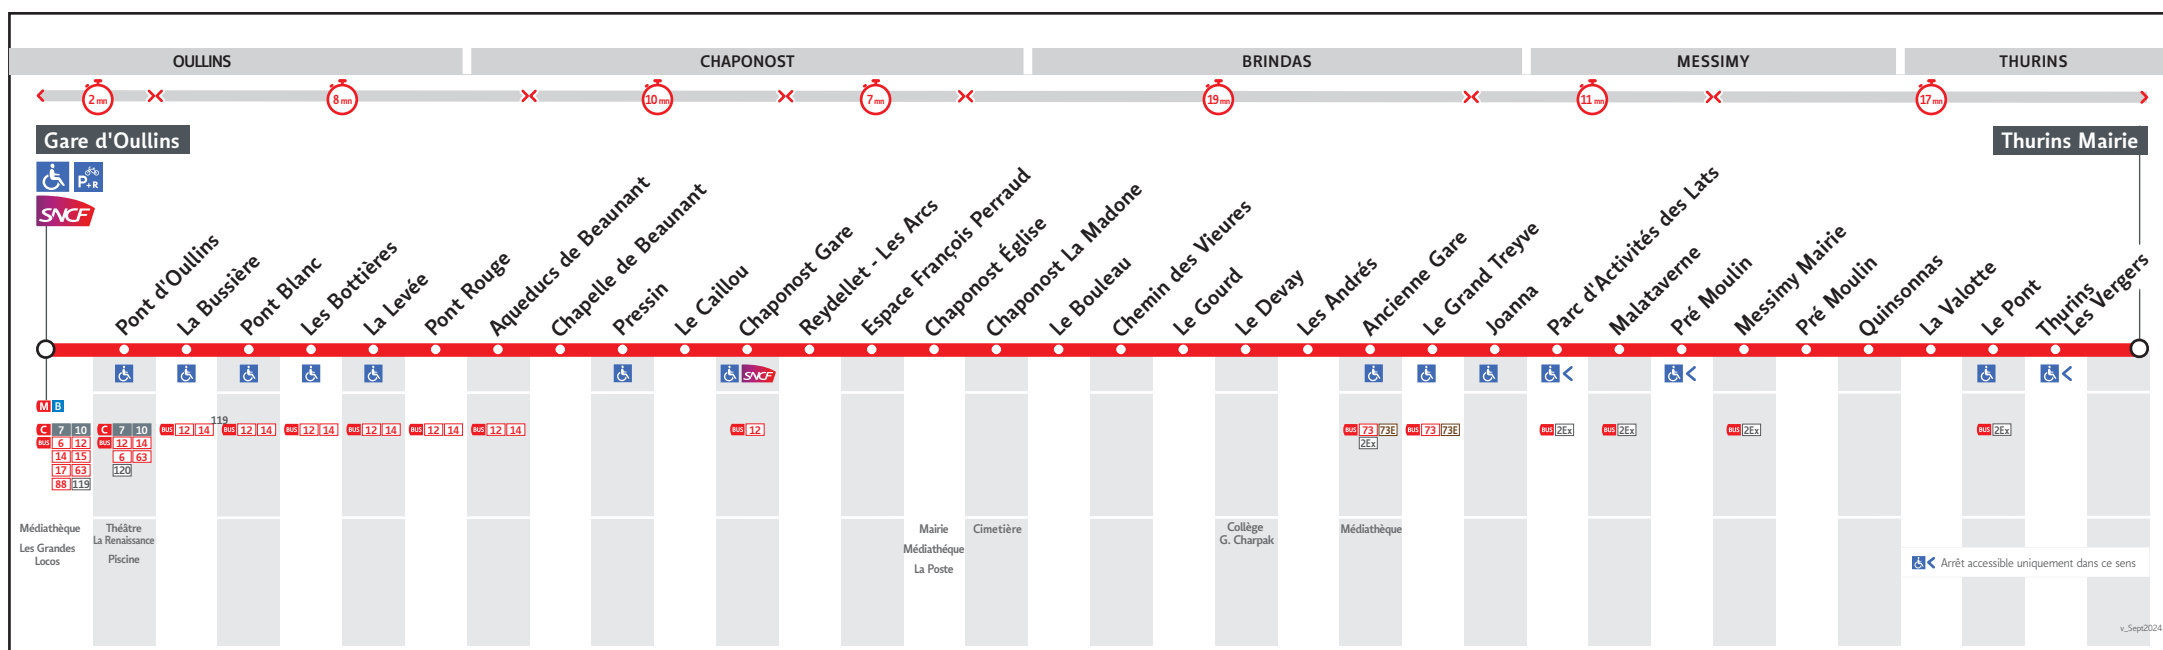 OULLINS
CHAPONOST
BRINDAS
MESSIMY
THURINS
2 mn
8 mn
10 mn
7 mn
19 mn
11 mn
17 mn
Gare d'Oullins
Thurins Mairie
P+R
SNCF
Pont d'Oullins
La Bussière
Pont Blanc
Les Bottières
La Levée
Pont Rouge
Aqueducs de Beaunant
Chapelle de Beaunant
Pressin
Le Caillou
Chaponost Gare
Reydellet - Les Arcs
Espace François Perraud
Chaponost Église
Chaponost La Madone
Le Bouleau
Chemin des Vieures
Le Gourd
Le Devay
Les Andrés
Ancienne Gare
Le Grand Treyve
Joanna
Parc d'Activités des Lats
Malataverne
Pré Moulin
Messimy Mairie
Pré Moulin
Quinsonnas
La Valotte
Le Pont
Thurins
Les Vergers
SNCF
M B
C 7 10
BUS 6 12
14 15
17 63
88 119
C 7 10
BUS 12 14
6 63
120
BUS 12 14
119
BUS 12 14
BUS 12 14
BUS 12 14
BUS 12 14
BUS 12 14
BUS 12
BUS 73 73E
2Ex
BUS 73 73E
BUS 2Ex
BUS 2Ex
BUS 2Ex
BUS 2Ex
Médiathèque
Les Grandes
Locos
Théâtre
La Renaissance
Piscine
Mairie
Médiathéque
La Poste
Cimetière
Collège
G. Charpak
Médiathèque
Arrêt accessible uniquement dans ce sens
v_Sept2024